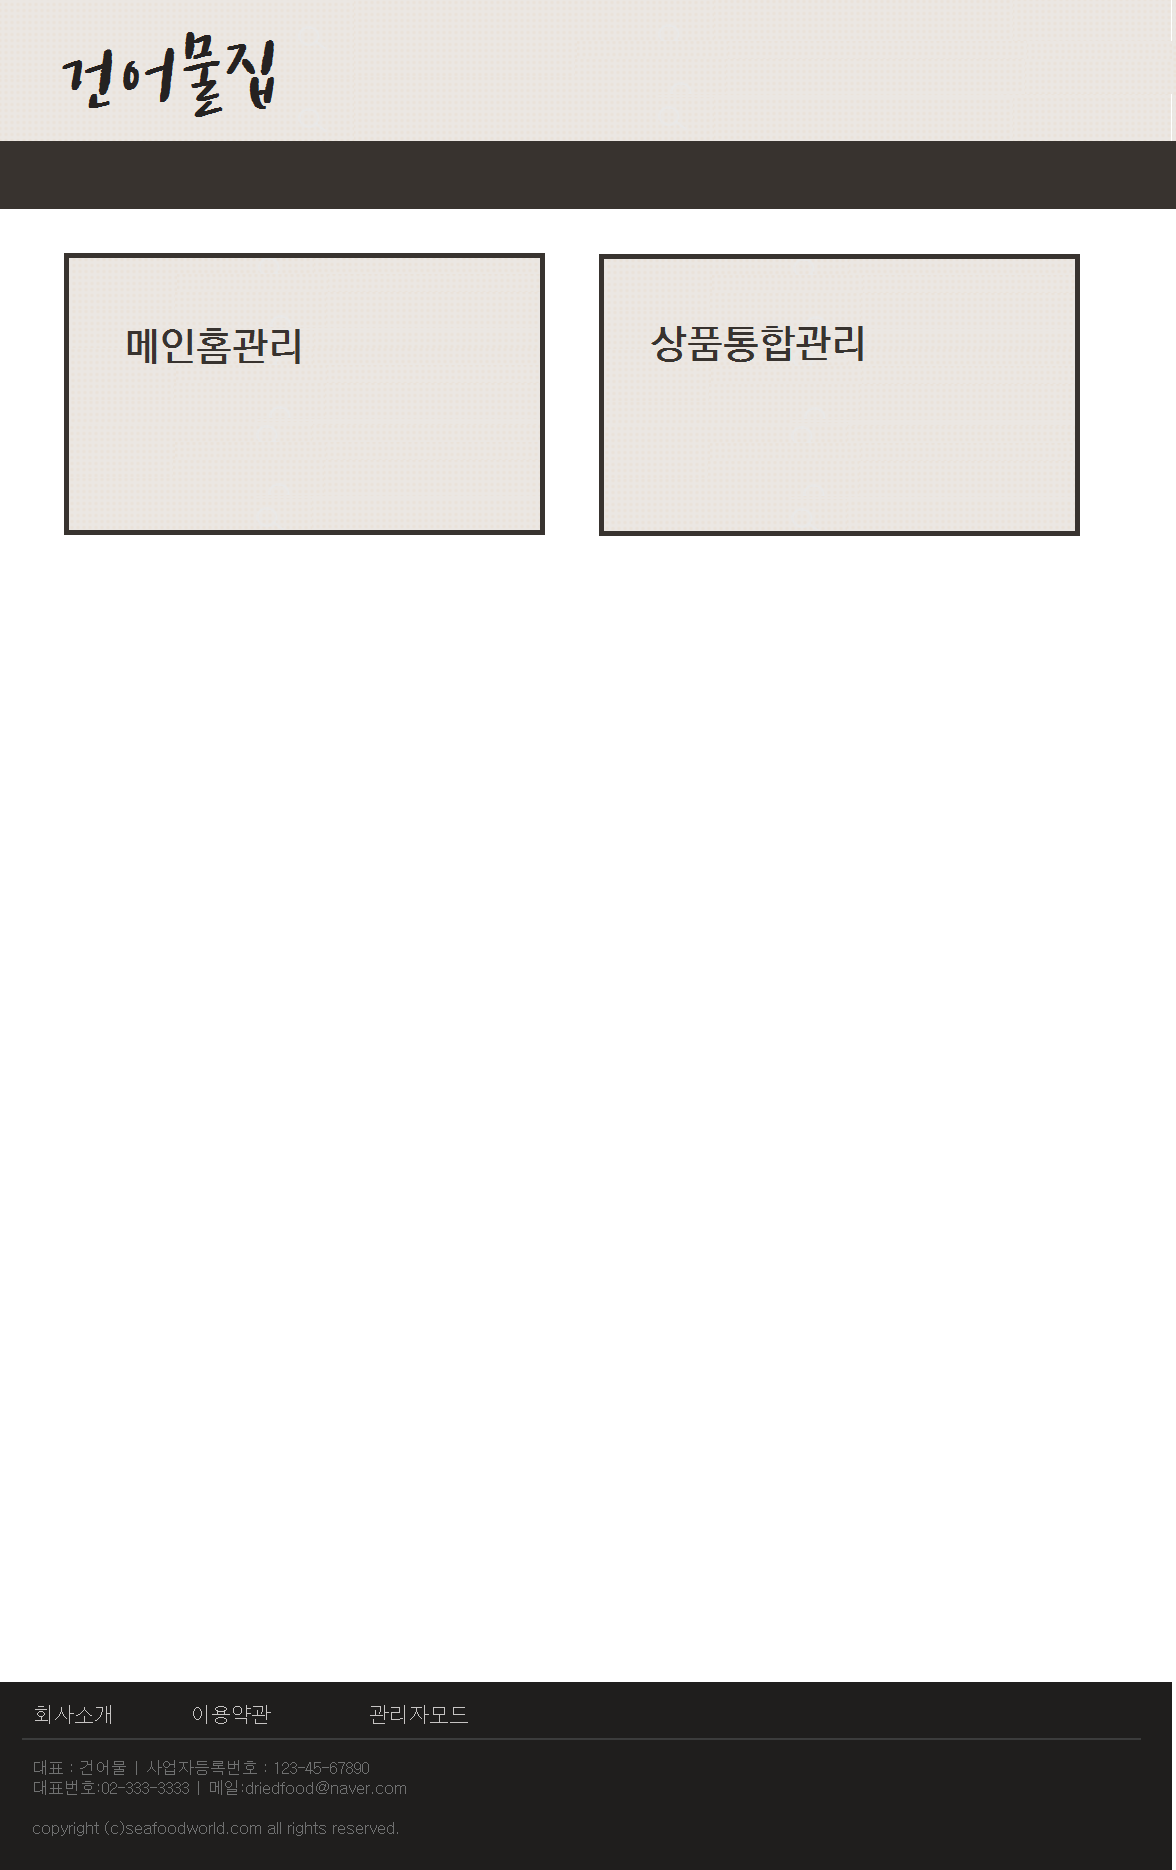 건어물집
메인홈관리
상품통합관리
회사소개 이용약관 관리자모드
대표 : 건어물 | 사업자등록번호 : 123-45-67890
대표번호:02-333-3333 | 메일:driedfood@naver.com
copyright (c)seafoodworld.com all rights reserved.